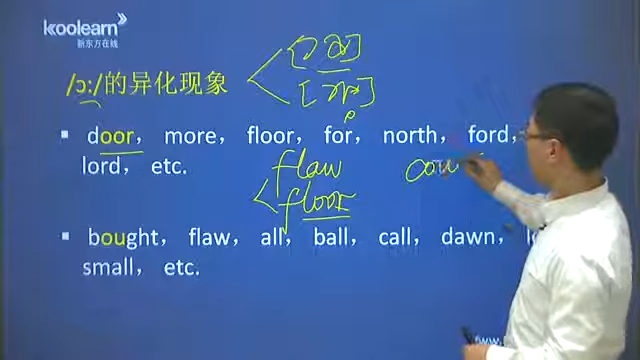 koolearn
新东方在线
/ɔ:/的异化现象
door, more, floor, for, north, ford,
lord, etc.
flaw
floor
bought, flaw, all, ball, call, dawn,
small, etc.